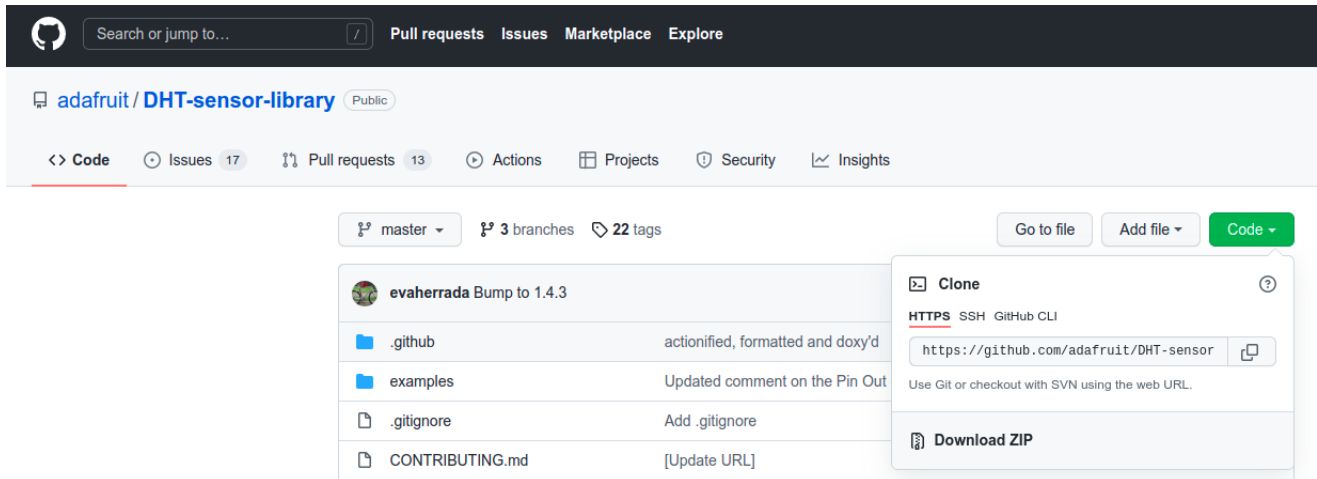 Search or jump to… /
Pull requests Issues Marketplace Explore
adafruit / DHT-sensor-library Public
<> Code Issues 17 Pull requests 13 Actions Projects Security Insights
master 3 branches 22 tags Go to file Add file Code
evaherrada Bump to 1.4.3
.github actionified, formatted and doxy'd
examples Updated comment on the Pin Out
.gitignore Add .gitignore
CONTRIBUTING.md [Update URL]
Clone
HTTPS SSH GitHub CLI
https://github.com/adafruit/DHT-sensor
Use Git or checkout with SVN using the web URL.
Download ZIP